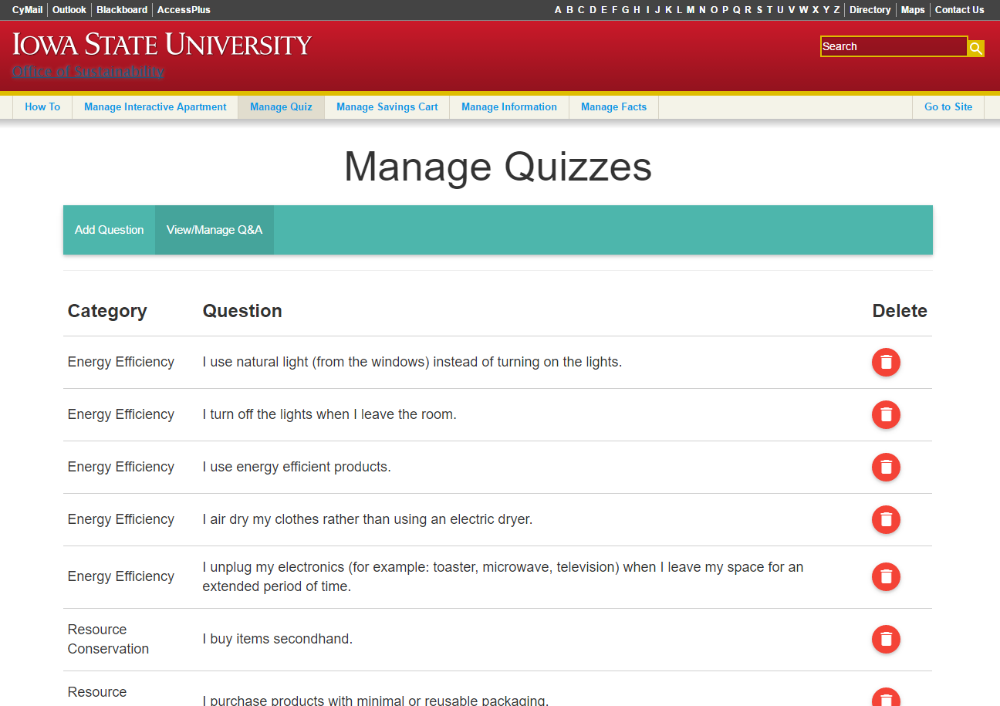 CyMail Outlook Blackboard AccessPlus A B C D E F G H I J K L M N O P Q R S T U V W X Y Z Directory Maps Contact Us
IOWA STATE UNIVERSITY
Search
Office of Sustainability
How To Manage Interactive Apartment Manage Quiz Manage Savings Cart Manage Information Manage Facts Go to Site
Manage Quizzes
Add Question View/Manage Q&A
Category Question Delete
Energy Efficiency I use natural light (from the windows) instead of turning on the lights.
Energy Efficiency I turn off the lights when I leave the room.
Energy Efficiency I use energy efficient products.
Energy Efficiency I air dry my clothes rather than using an electric dryer.
Energy Efficiency I unplug my electronics (for example: toaster, microwave, television) when I leave my space for an
extended period of time.
Resource
Conservation I buy items secondhand.
Resource
I purchase products with minimal or reusable packaging.